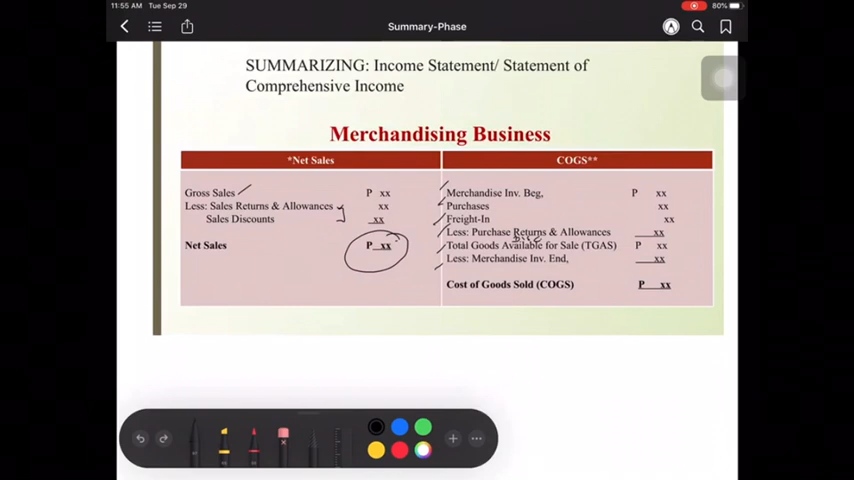 11:55 AM Tue Sep 29
80%
Summary-Phase
SUMMARIZING: Income Statement/ Statement of
Comprehensive Income
Merchandising Business
*Net Sales
COGS**
Gross Sales P xx
Less: Sales Returns & Allowances xx
Sales Discounts xx
Net Sales P xx
Merchandise Inv. Beg, P xx
Purchases xx
Freight-In xx
Less: Purchase Returns & Allowances xx
Disc
Total Goods Available for Sale (TGAS) P xx
Less: Merchandise Inv. End, xx
Cost of Goods Sold (COGS) P xx